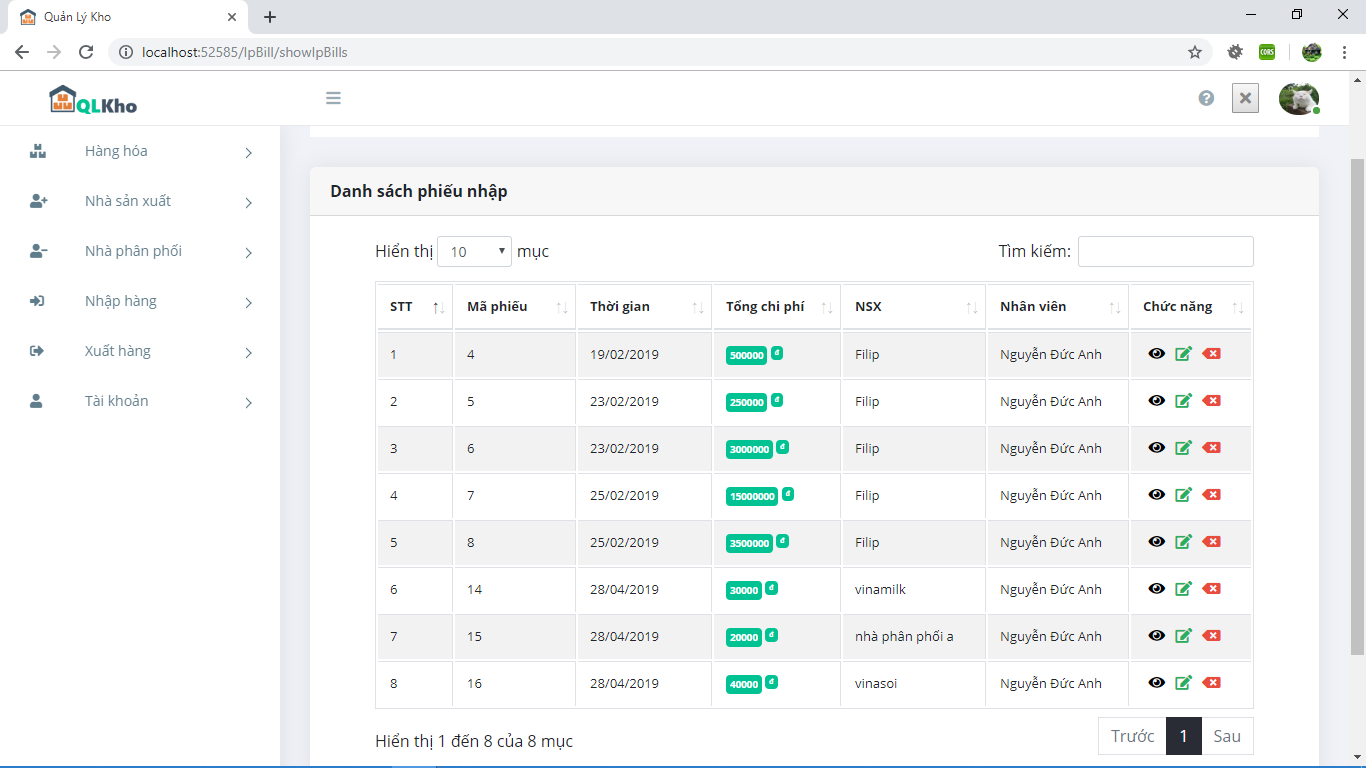 Quản Lý Kho
localhost:52585/IpBill/showIpBills
CORS
QLKho
Hàng hóa
Nhà sản xuất
Nhà phân phối
Nhập hàng
Xuất hàng
Tài khoản
Danh sách phiếu nhập
Hiển thị 10 mục Tìm kiếm:
STT Mã phiếu Thời gian Tổng chi phí NSX Nhân viên Chức năng
1 4 19/02/2019 500000 đ Filip Nguyễn Đức Anh
2 5 23/02/2019 250000 đ Filip Nguyễn Đức Anh
3 6 23/02/2019 3000000 đ Filip Nguyễn Đức Anh
4 7 25/02/2019 15000000 đ Filip Nguyễn Đức Anh
5 8 25/02/2019 3500000 đ Filip Nguyễn Đức Anh
6 14 28/04/2019 30000 đ vinamilk Nguyễn Đức Anh
7 15 28/04/2019 20000 đ nhà phân phối a Nguyễn Đức Anh
8 16 28/04/2019 40000 đ vinasoi Nguyễn Đức Anh
Hiển thị 1 đến 8 của 8 mục Trước 1 Sau